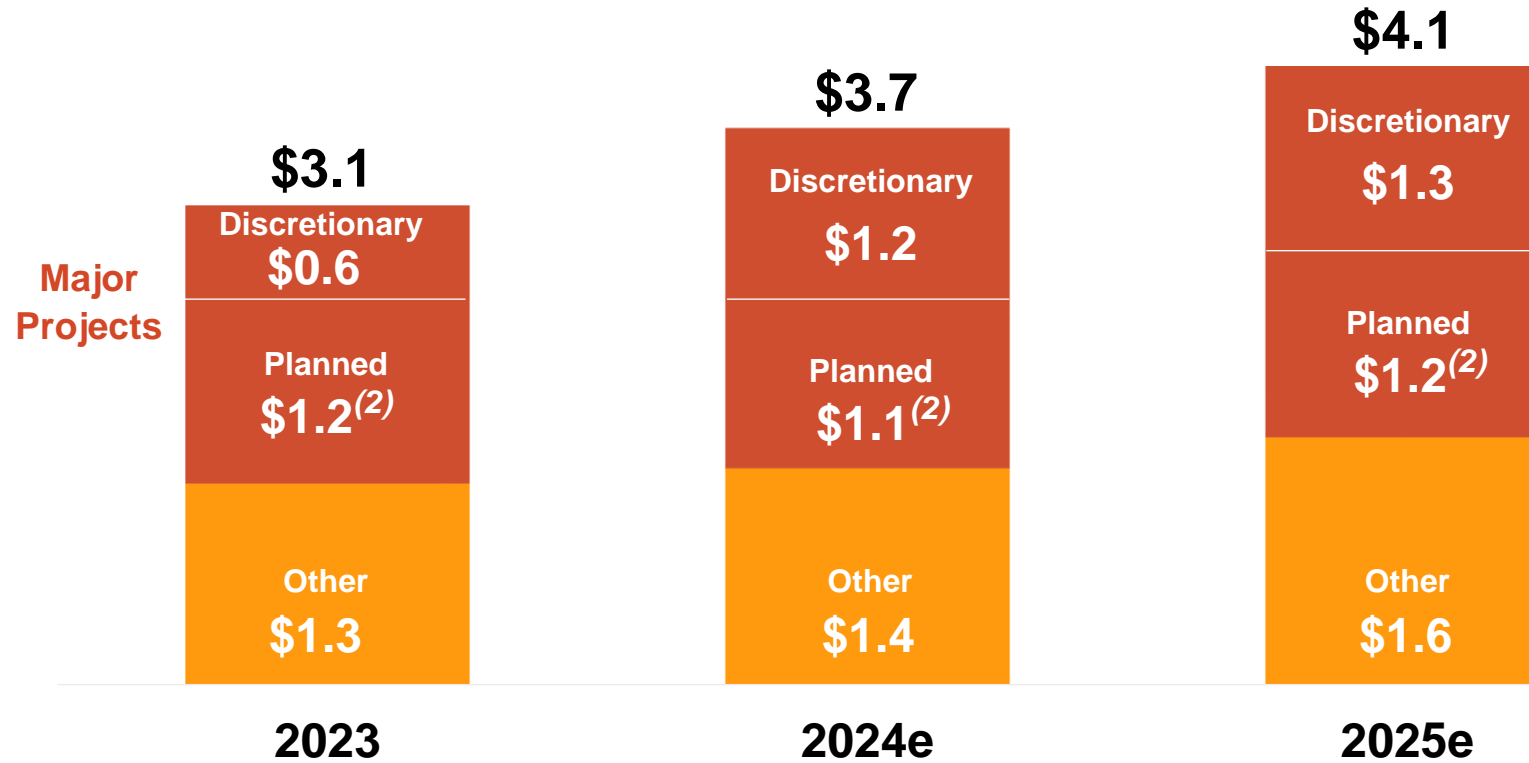 $4.1
$3.7
$3.1
Major
Projects
Discretionary
$0.6
Planned
$1.2(2)
Other
$1.3
Discretionary
$1.2
Planned
$1.1(2)
Other
$1.4
Discretionary
$1.3
Planned
$1.2(2)
Other
$1.6
2023
2024e
2025e